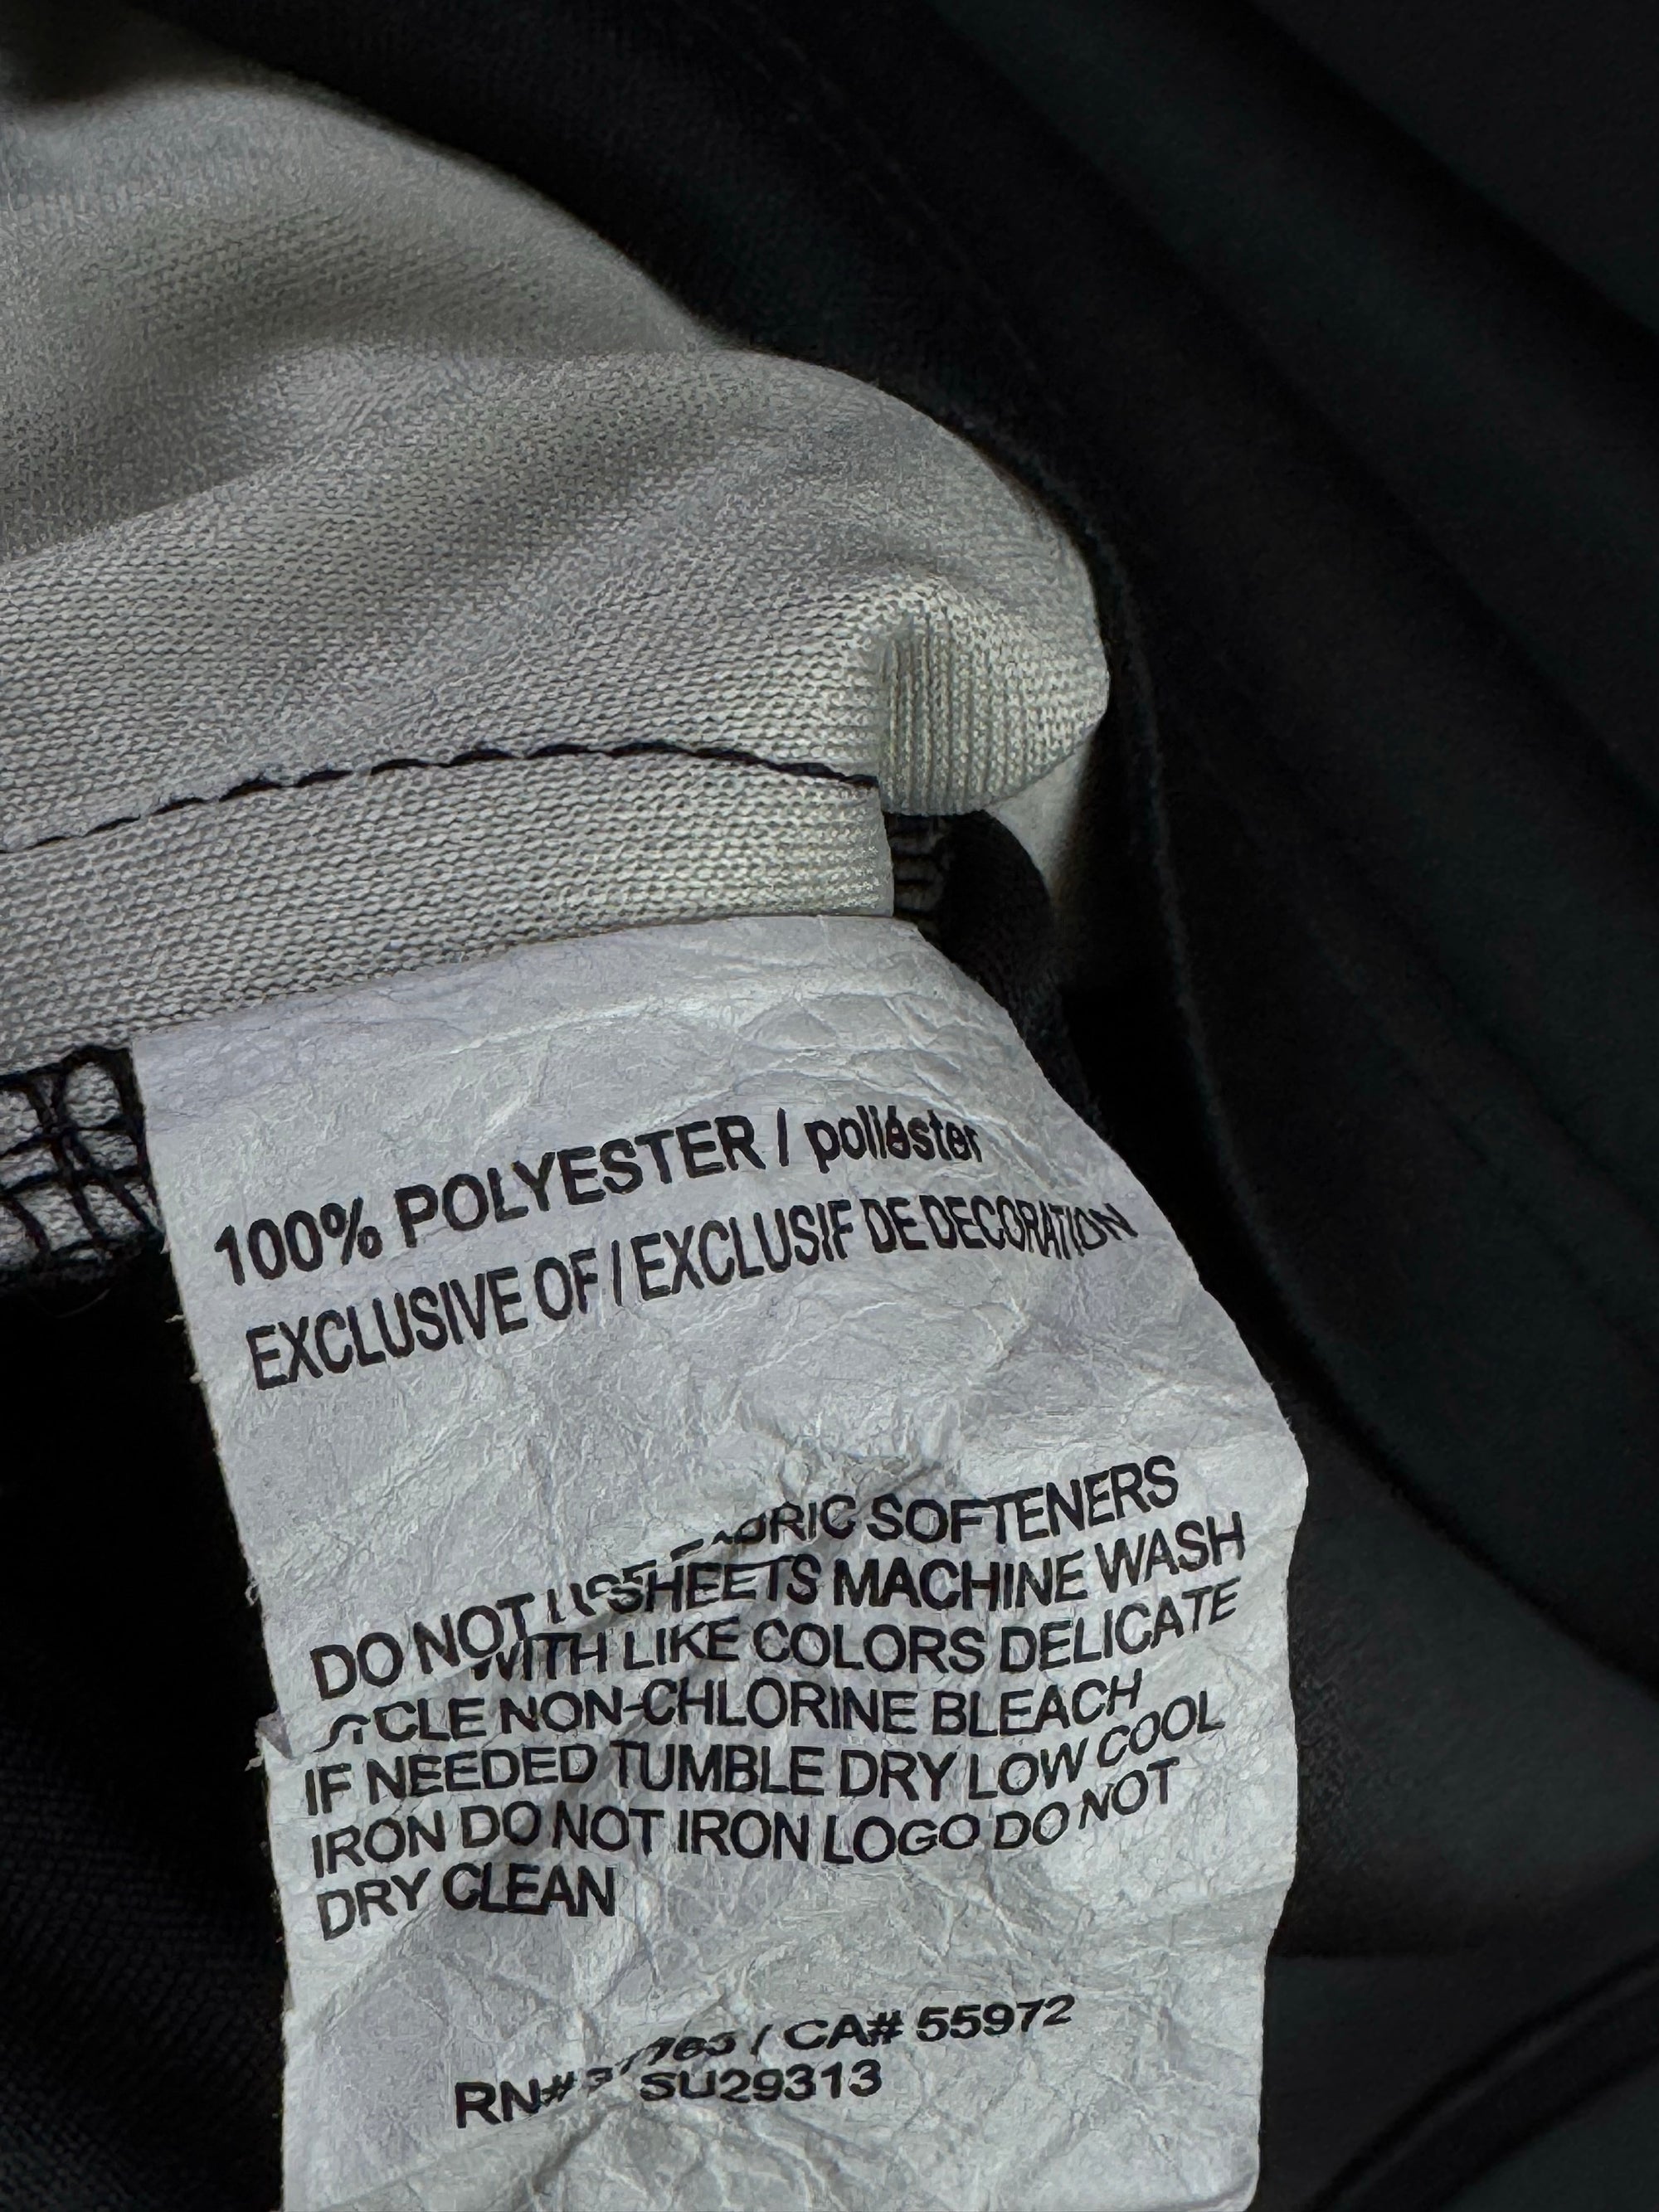 100% POLYESTER / poliéster
EXCLUSIVE OF / EXCLUSIF DE DECORATION
DO NOT FABRIC SOFTENERS
SHEETS MACHINE WASH
WITH LIKE COLORS DELICATE
CYCLE NON-CHLORINE BLEACH
IF NEEDED TUMBLE DRY LOW COOL
IRON DO NOT IRON LOGO DO NOT
DRY CLEAN
RN# / CA# 55972
SU29313